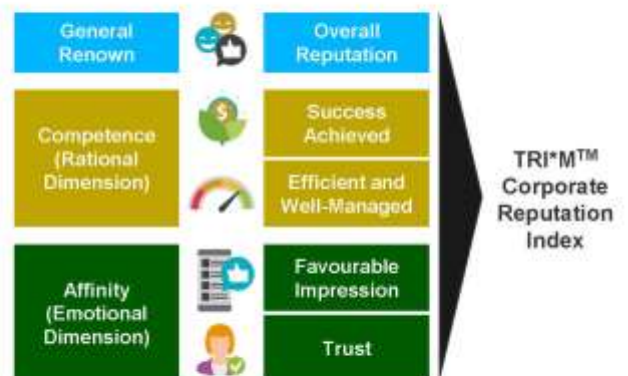 General
Renown
Overall
Reputation
Competence
(Rational
Dimension)
$
Success
Achieved
Efficient and
Well-Managed
Affinity
(Emotional
Dimension)
Favourable
Impression
Trust
TRI*M™
Corporate
Reputation
Index